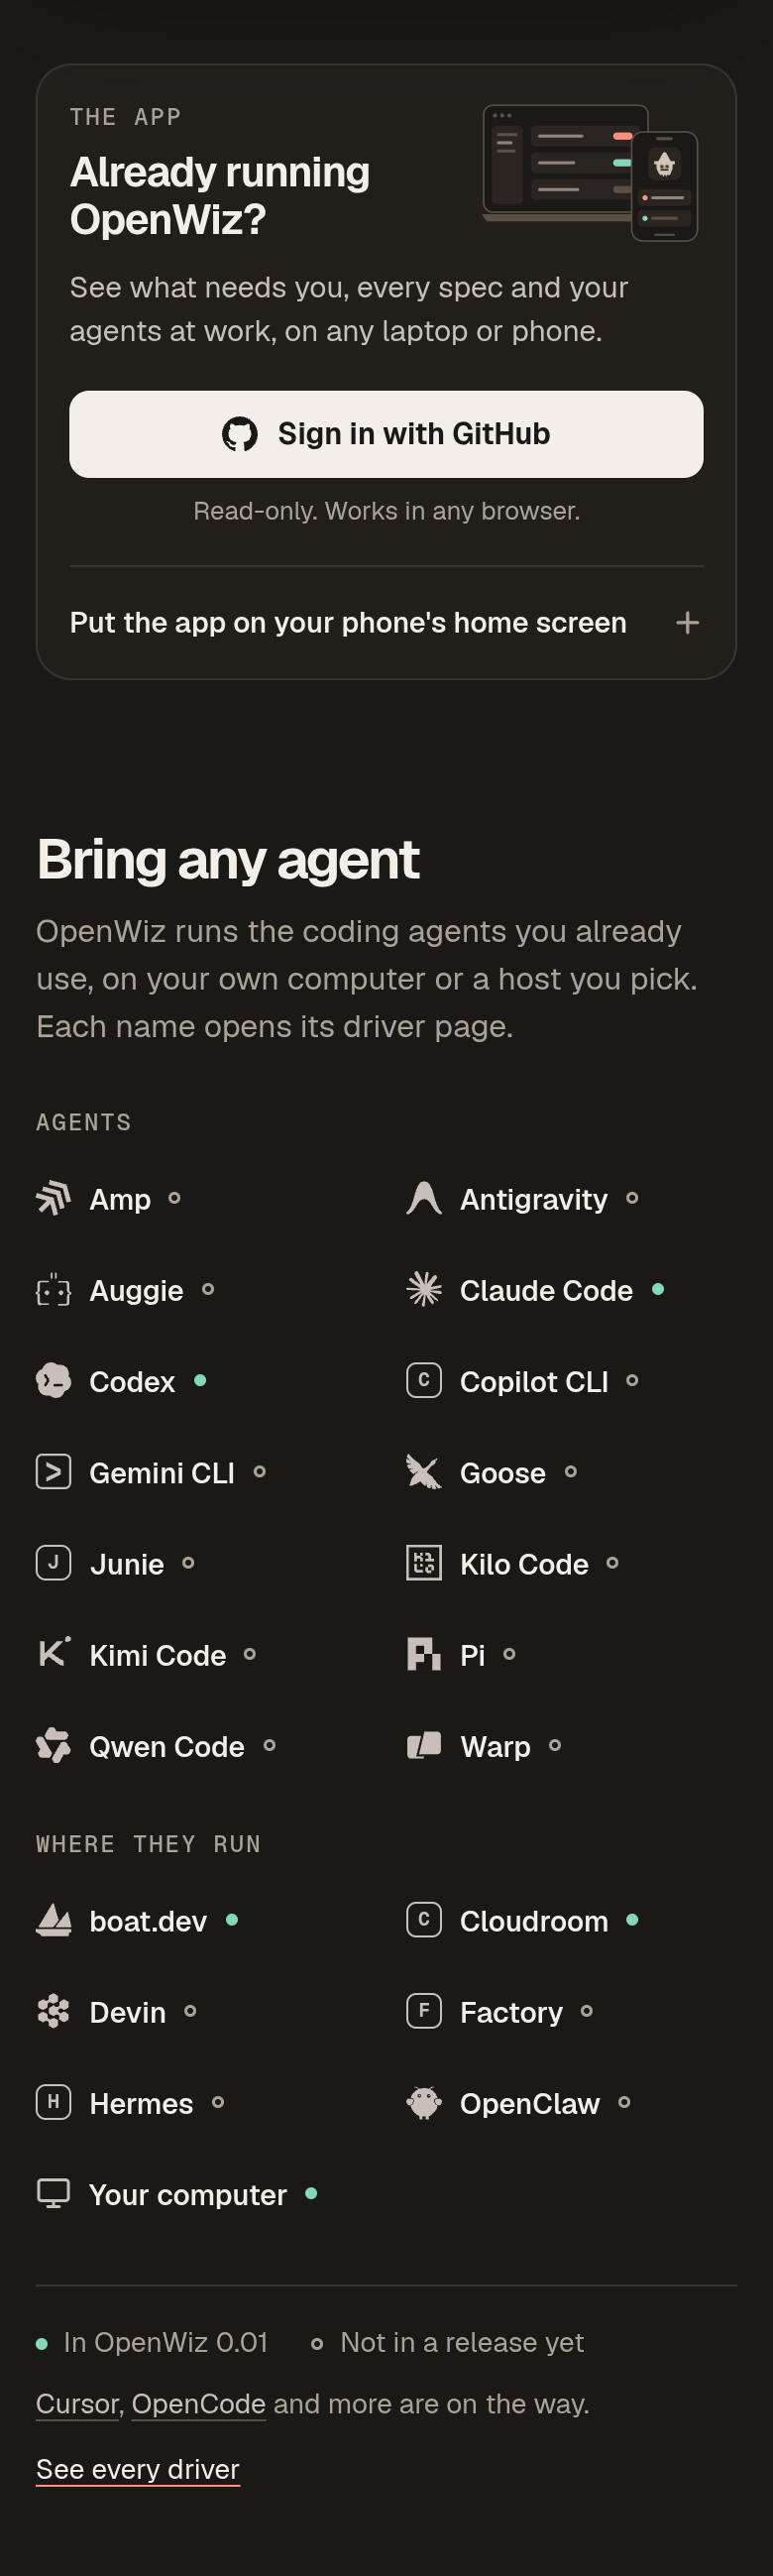 THE APP
Already running
OpenWiz?
See what needs you, every spec and your
agents at work, on any laptop or phone.
Sign in with GitHub
Read-only. Works in any browser.
Put the app on your phone's home screen
Bring any agent
OpenWiz runs the coding agents you already
use, on your own computer or a host you pick.
Each name opens its driver page.
AGENTS
Amp
Antigravity
Auggie
Claude Code
Codex
C Copilot CLI
Gemini CLI
Goose
J Junie
Kilo Code
Kimi Code
Pi
Qwen Code
Warp
WHERE THEY RUN
boat.dev
C Cloudroom
Devin
F Factory
H Hermes
OpenClaw
Your computer
In OpenWiz 0.01
Not in a release yet
Cursor, OpenCode and more are on the way.
See every driver